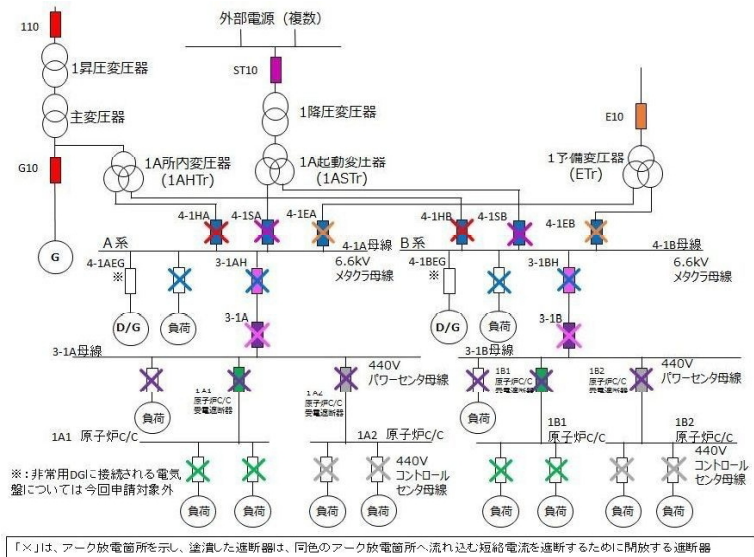 110
外部電源（複数）
ST10
1昇圧変圧器
1降圧変圧器
E10
主変圧器
G10
1A所内変圧器
(1AHTr)
1A起動変圧器
(1ASTr)
1予備変圧器
(ETr)
4-1HA
4-1SA
4-1EA
4-1HB
4-1SB
4-1EB
G
A系
4-1A母線
B系
4-1B母線
4-1AEG
※
3-1AH
6.6kV
メタクラ母線
4-1BEG
※
3-1BH
6.6kV
メタクラ母線
D/G
負荷
3-1A
D/G
負荷
3-1B
3-1A母線
3-1B母線
440V
パワーセンタ母線
440V
パワーセンタ母線
1A1
原子炉C/C
受電遮断器
1A2
原子炉C/C
受電遮断器
1B1
原子炉C/C
受電遮断器
1B2
原子炉C/C
受電遮断器
負荷
負荷
1A1 原子炉C/C
1A2 原子炉C/C
1B1
原子炉C/C
1B2
原子炉C/C
※：非常用DGに接続される電気
盤については今回申請対象外
440V
コントロール
センタ母線
440V
コントロール
センタ母線
負荷
負荷
負荷
負荷
負荷
負荷
負荷
負荷
「×」は、アーク放電箇所を示し、塗潰した遮断器は、同色のアーク放電箇所へ流れ込む短絡電流を遮断するために開放する遮断器